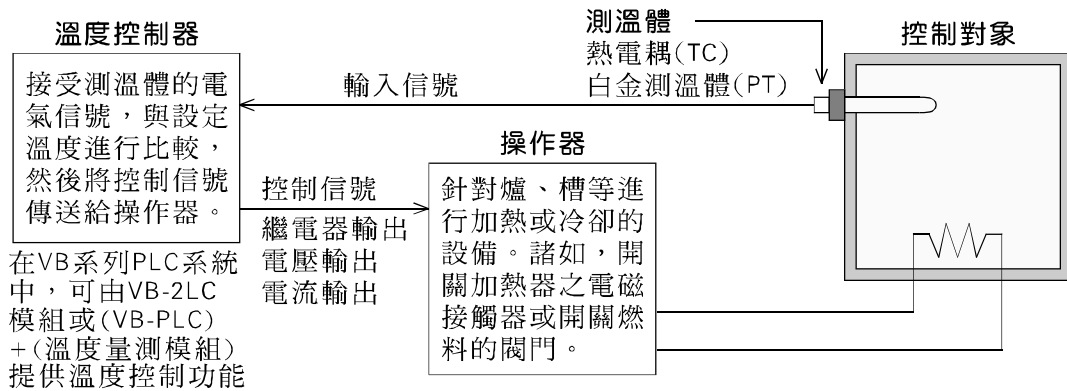 溫度控制器
接受測溫體的電
氣信號，與設定
溫度進行比較，
然後將控制信號
傳送給操作器。
在VB系列PLC系統
中，可由VB-2LC
模組或(VB-PLC)
+(溫度量測模組)
提供溫度控制功能
輸入信號
測溫體
熱電耦(TC)
白金測溫體(PT)
控制對象
控制信號
繼電器輸出
電壓輸出
電流輸出
操作器
針對爐、槽等進
行加熱或冷卻的
設備。諸如，開
關加熱器之電磁
接觸器或開關燃
料的閥門。